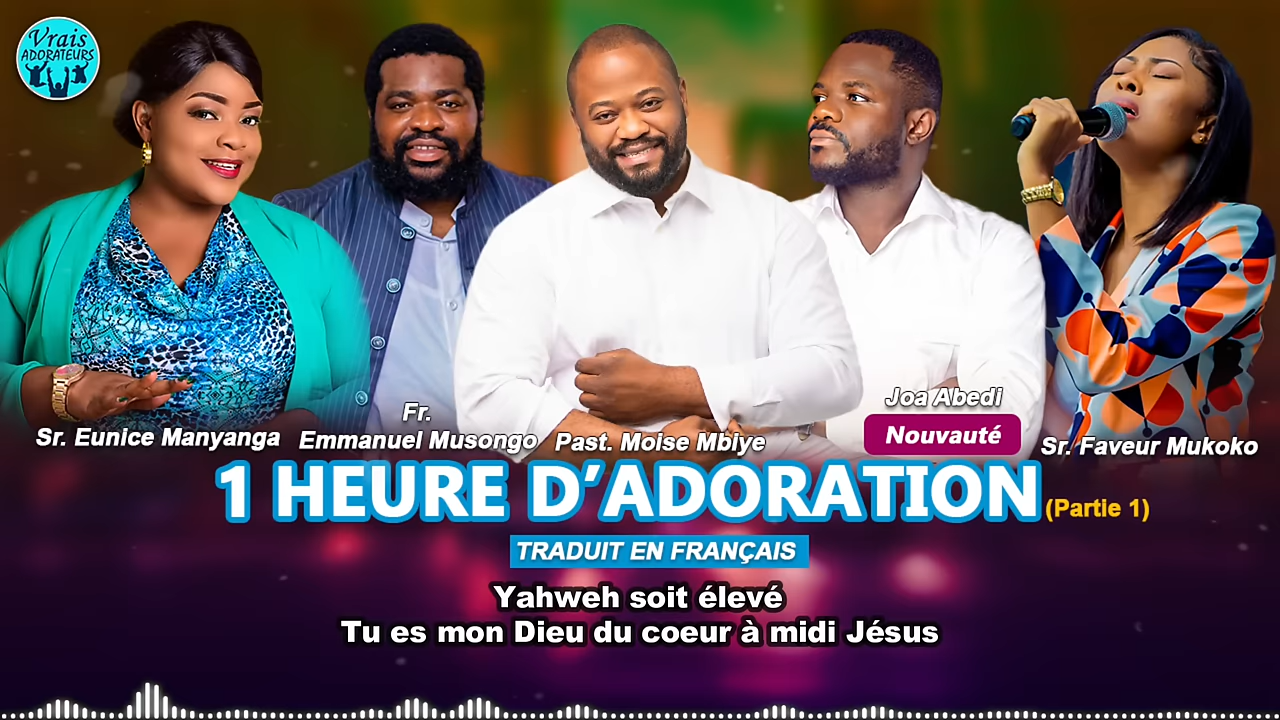 Vrais
ADORATEURS
Sr. Eunice Manyanga
Fr.
Emmanuel Musongo
Past. Moise Mbiye
Joa Abedi
Nouvauté
Sr. Faveur Mukoko
1 HEURE D'ADORATION (Partie 1)
TRADUIT EN FRANÇAIS
Yahweh soit élevé
Tu es mon Dieu du coeur à midi Jésus